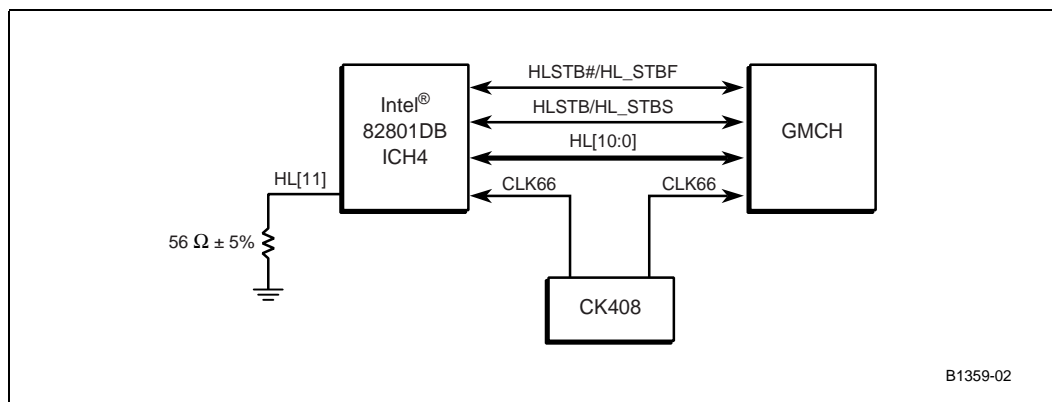 HLSTB#/HL_STBF
Intel®
82801DB
ICH4
HLSTB/HL_STBS
GMCH
HL[10:0]
HL[11]
CLK66
CLK66
56 Ω ± 5%
CK408
B1359-02